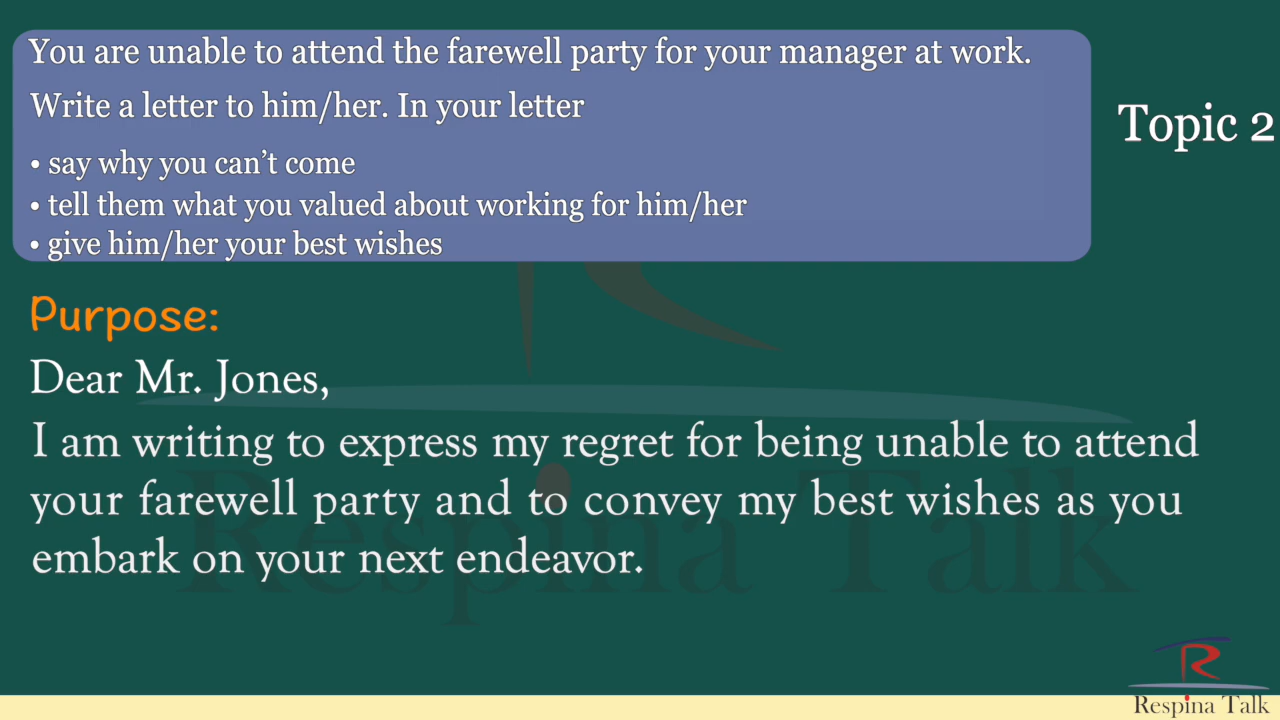 You are unable to attend the farewell party for your manager at work.
Write a letter to him/her. In your letter
• say why you can't come
• tell them what you valued about working for him/her
• give him/her your best wishes
Topic 2
Purpose:
Dear Mr. Jones,
I am writing to express my regret for being unable to attend
your farewell party and to convey my best wishes as you
embark on your next endeavor.
Respina Talk
R
Respina Talk